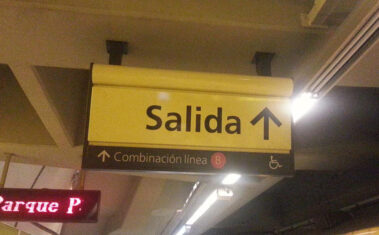 Salida ↑
↑ Combinación línea B
Parque P